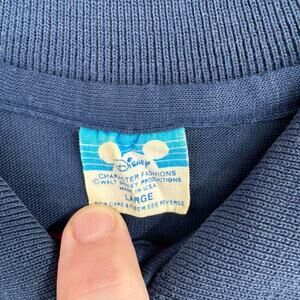 Disney
CHARACTER FASHIONS
©WALT DISNEY PRODUCTIONS
MADE IN U.S.A.
LARGE
FOR CARE & FIBER SEE REVERSE